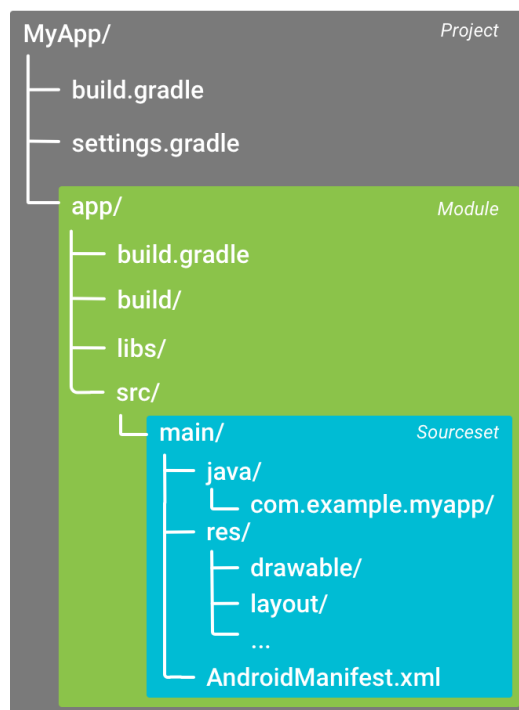 MyApp/ Project
build.gradle
settings.gradle
app/ Module
build.gradle
build/
libs/
src/
main/ Sourceset
java/
com.example.myapp/
res/
drawable/
layout/
...
AndroidManifest.xml